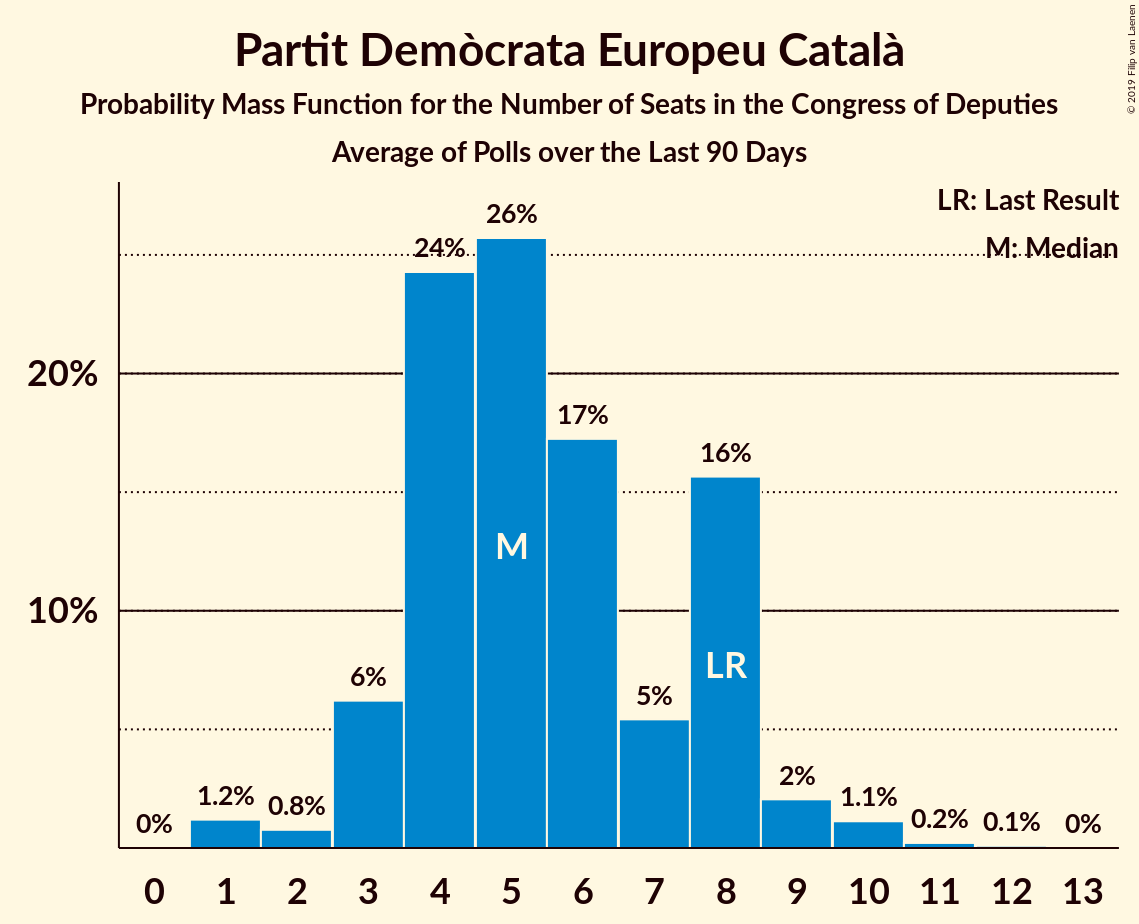 Partit Demòcrata Europeu Català
Probability Mass Function for the Number of Seats in the Congress of Deputies
Average of Polls over the Last 90 Days
© 2019 Filip van Laenen
LR: Last Result
M: Median
20%
10%
0%
1.2%
0.8%
6%
24%
26%
17%
5%
16%
2%
1.1%
0.2%
0.1%
0%
M
LR
0 1 2 3 4 5 6 7 8 9 10 11 12 13